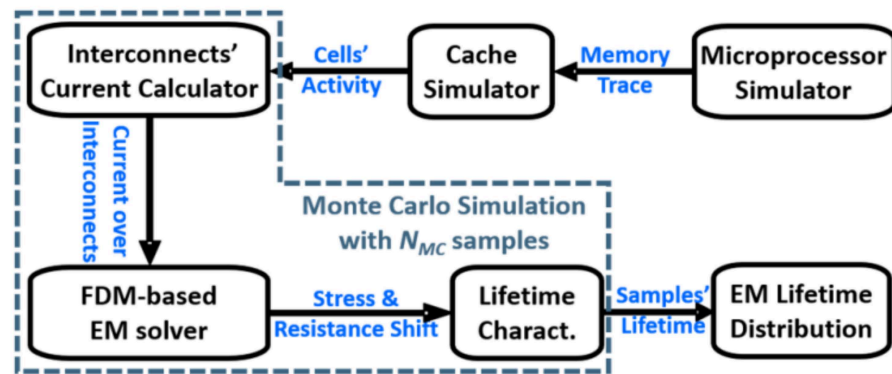 Interconnects'
Current Calculator
Cells'
Activity
Cache
Simulator
Memory
Trace
Microprocessor
Simulator
Current over
Interconnects
Monte Carlo Simulation
with N_MC samples
FDM-based
EM solver
Stress &
Resistance Shift
Lifetime
Charact.
Samples'
Lifetime
EM Lifetime
Distribution